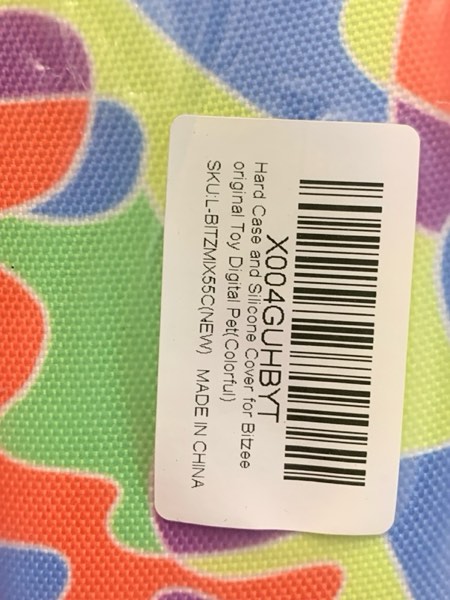 X004GUHBYT
Hard Case and Silicone Cover for Bitzee
original Toy Digital Pet(Colorful)
SKU:L-BITZMIX55C(NEW) MADE IN CHINA